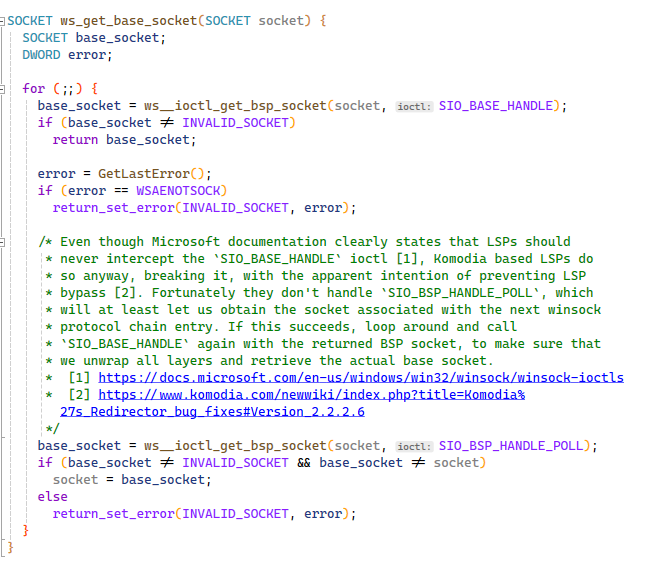 SOCKET ws_get_base_socket(SOCKET socket) {
  SOCKET base_socket;
  DWORD error;

  for (;;) {
    base_socket = ws__ioctl_get_bsp_socket(socket, ioctl: SIO_BASE_HANDLE);
    if (base_socket ≠ INVALID_SOCKET)
      return base_socket;

    error = GetLastError();
    if (error == WSAENOTSOCK)
      return_set_error(INVALID_SOCKET, error);

    /* Even though Microsoft documentation clearly states that LSPs should
     * never intercept the `SIO_BASE_HANDLE` ioctl [1], Komodia based LSPs do
     * so anyway, breaking it, with the apparent intention of preventing LSP
     * bypass [2]. Fortunately they don't handle `SIO_BSP_HANDLE_POLL`, which
     * will at least let us obtain the socket associated with the next winsock
     * protocol chain entry. If this succeeds, loop around and call
     * `SIO_BASE_HANDLE` again with the returned BSP socket, to make sure that
     * we unwrap all layers and retrieve the actual base socket.
     *  [1] https://docs.microsoft.com/en-us/windows/win32/winsock/winsock-ioctls
     *  [2] https://www.komodia.com/newwiki/index.php?title=Komodia%
       27s_Redirector_bug_fixes#Version_2.2.2.6
     */
    base_socket = ws__ioctl_get_bsp_socket(socket, ioctl: SIO_BSP_HANDLE_POLL);
    if (base_socket ≠ INVALID_SOCKET && base_socket ≠ socket)
      socket = base_socket;
    else
      return_set_error(INVALID_SOCKET, error);
  }
}